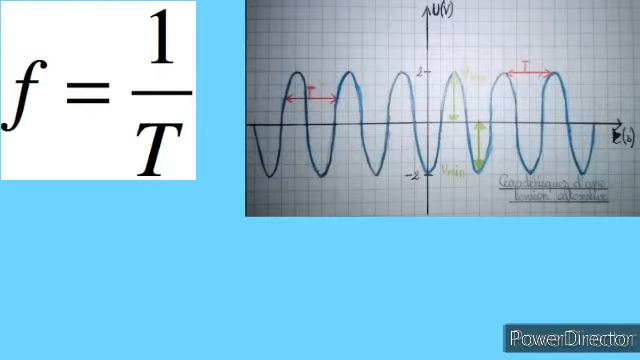 f = 1/T
U(V)
2
T
Vmax
T
t(s)
-2
Vmin
Caractéristiques d'une
tension alternative
PowerDirector